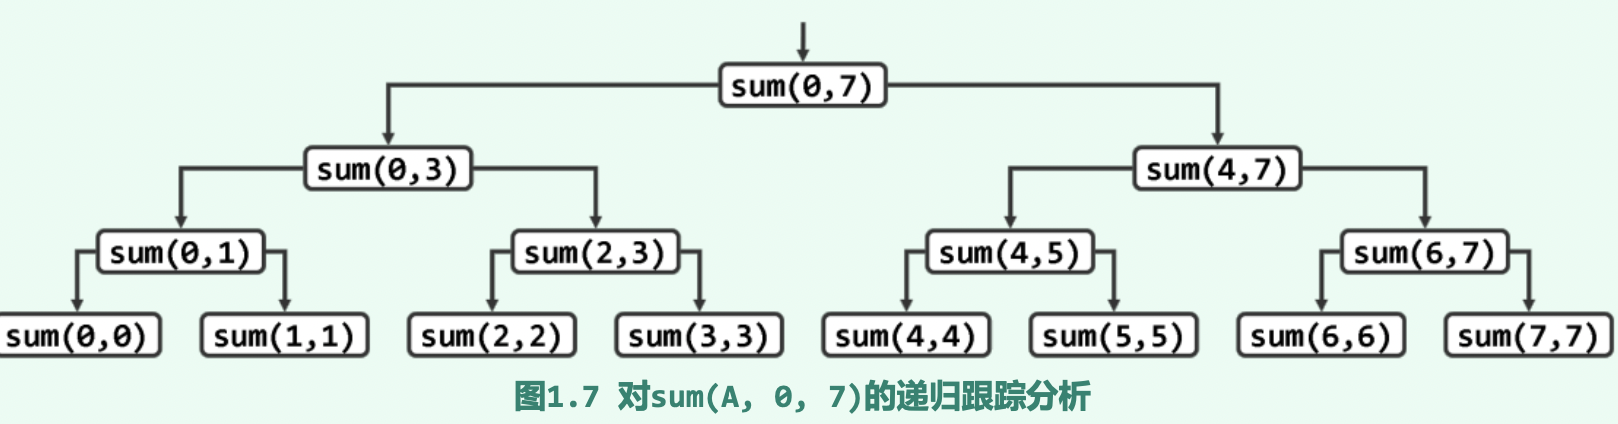 sum(0,7)
sum(0,3) sum(4,7)
sum(0,1) sum(2,3) sum(4,5) sum(6,7)
sum(0,0) sum(1,1) sum(2,2) sum(3,3) sum(4,4) sum(5,5) sum(6,6) sum(7,7)
图1.7 对sum(A, 0, 7)的递归跟踪分析